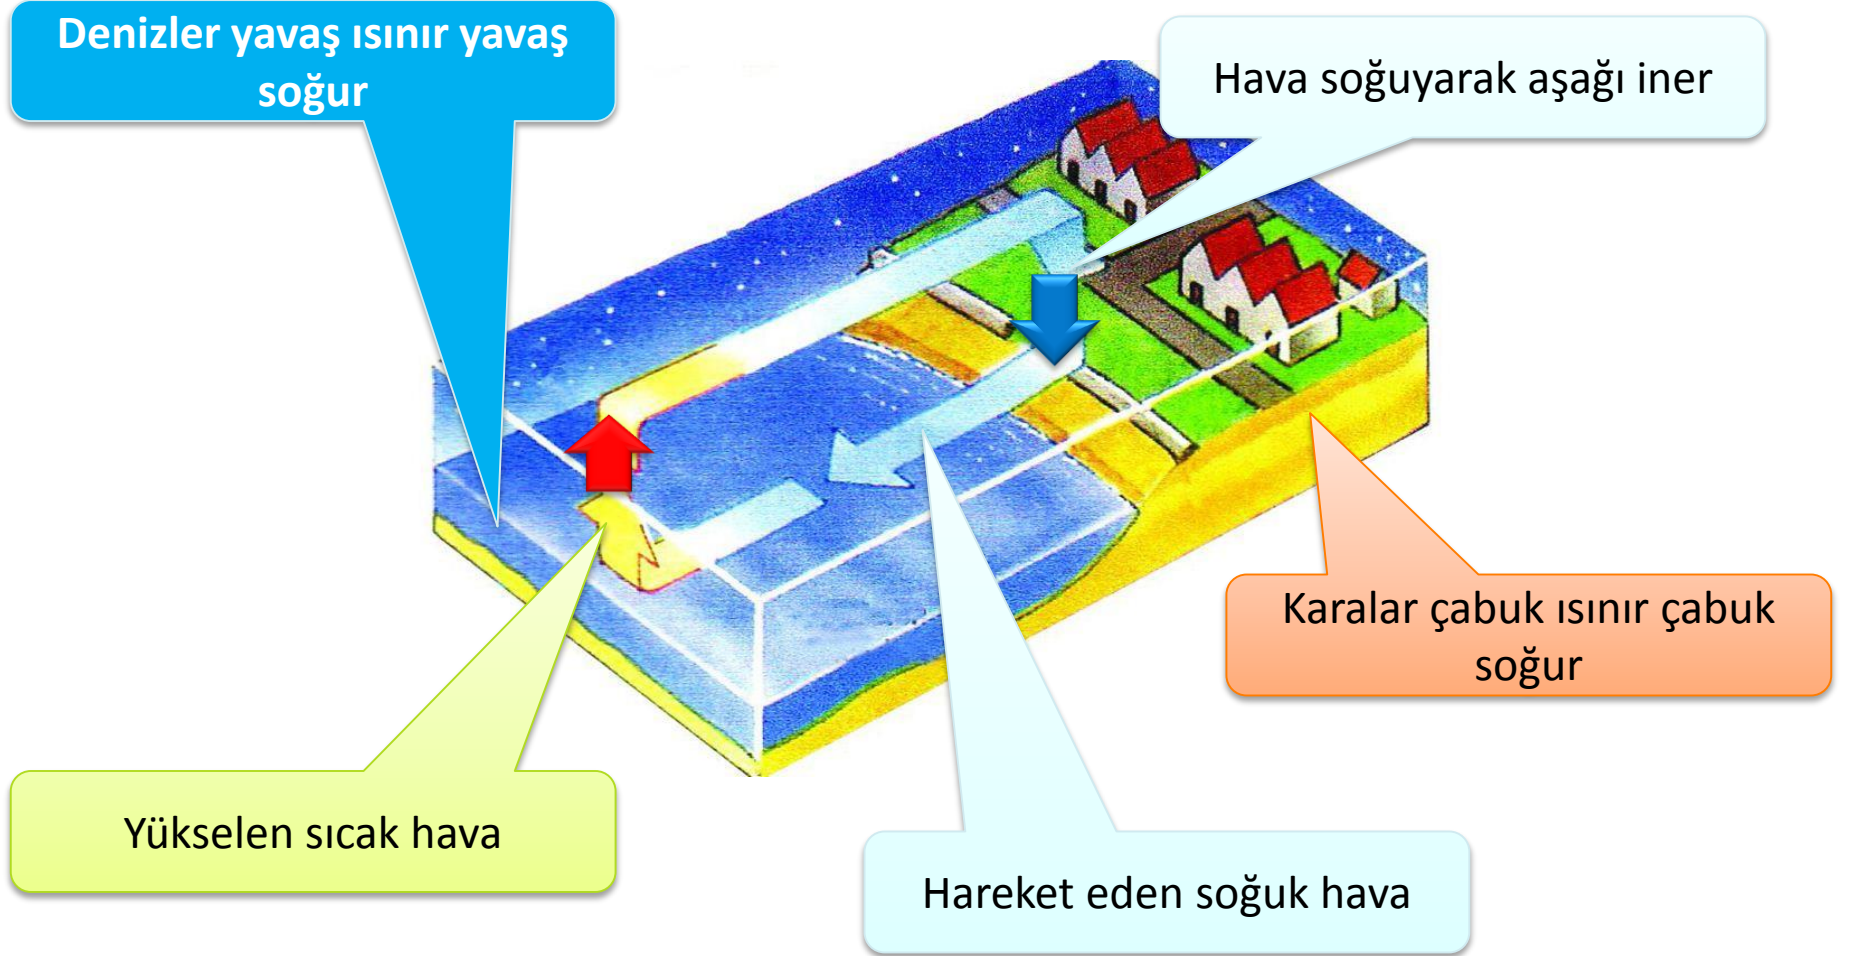 Denizler yavaş ısınır yavaş
soğur
Hava soğuyarak aşağı iner
Karalar çabuk ısınır çabuk
soğur
Yükselen sıcak hava
Hareket eden soğuk hava